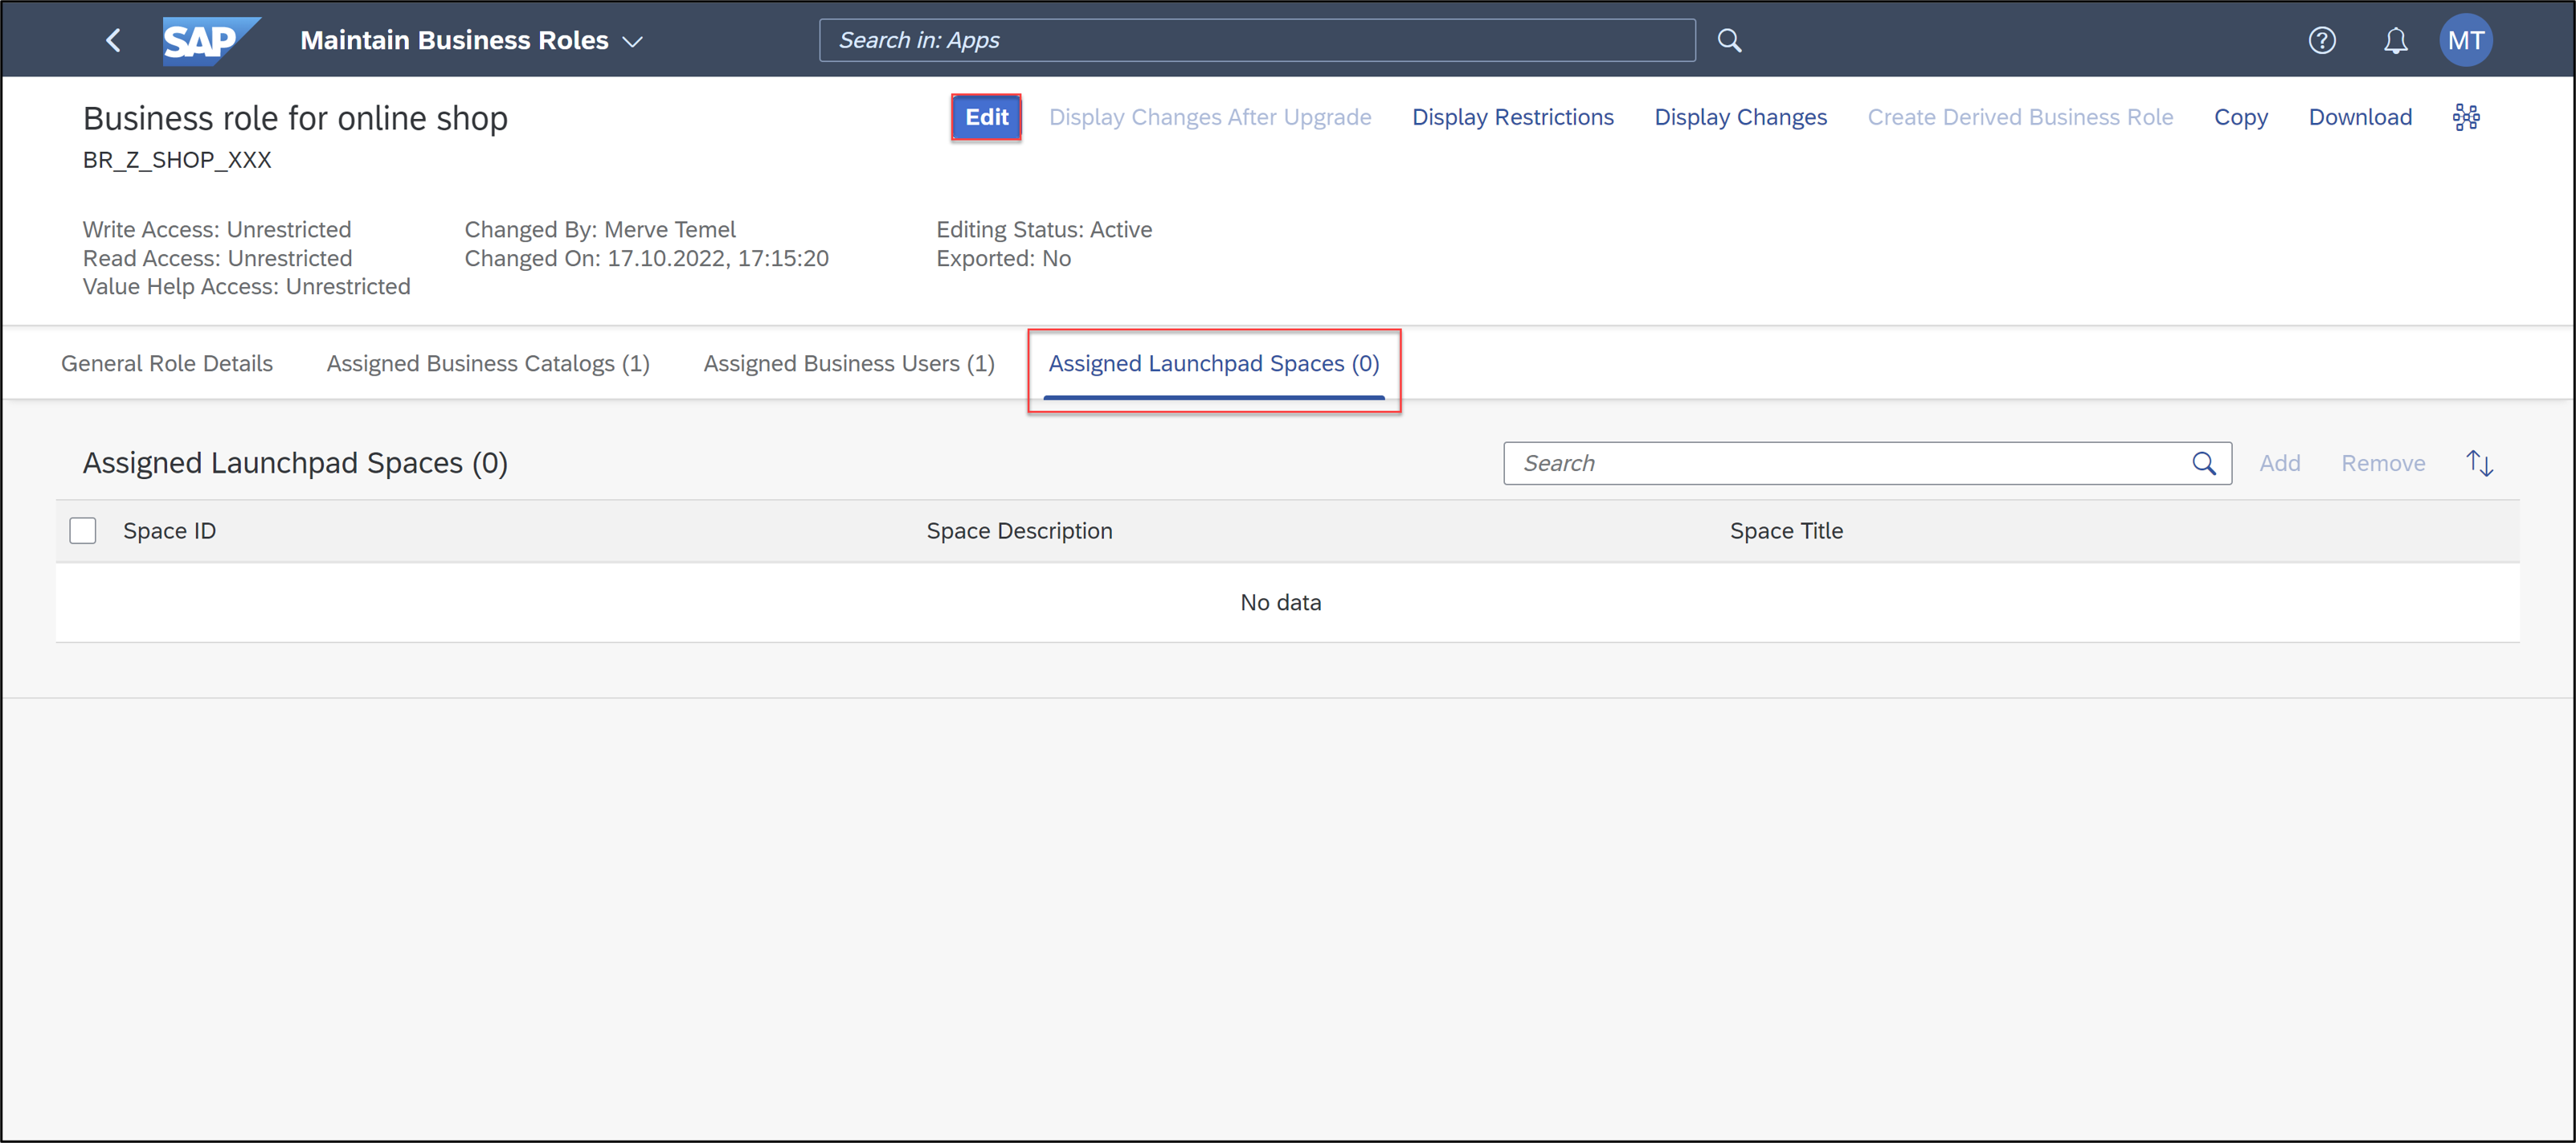 SAP Maintain Business Roles Search in: Apps MT
Business role for online shop Edit Display Changes After Upgrade Display Restrictions Display Changes Create Derived Business Role Copy Download
BR_Z_SHOP_XXX
Write Access: Unrestricted Changed By: Merve Temel Editing Status: Active
Read Access: Unrestricted Changed On: 17.10.2022, 17:15:20 Exported: No
Value Help Access: Unrestricted
General Role Details Assigned Business Catalogs (1) Assigned Business Users (1) Assigned Launchpad Spaces (0)
Assigned Launchpad Spaces (0) Search Add Remove
Space ID Space Description Space Title
No data